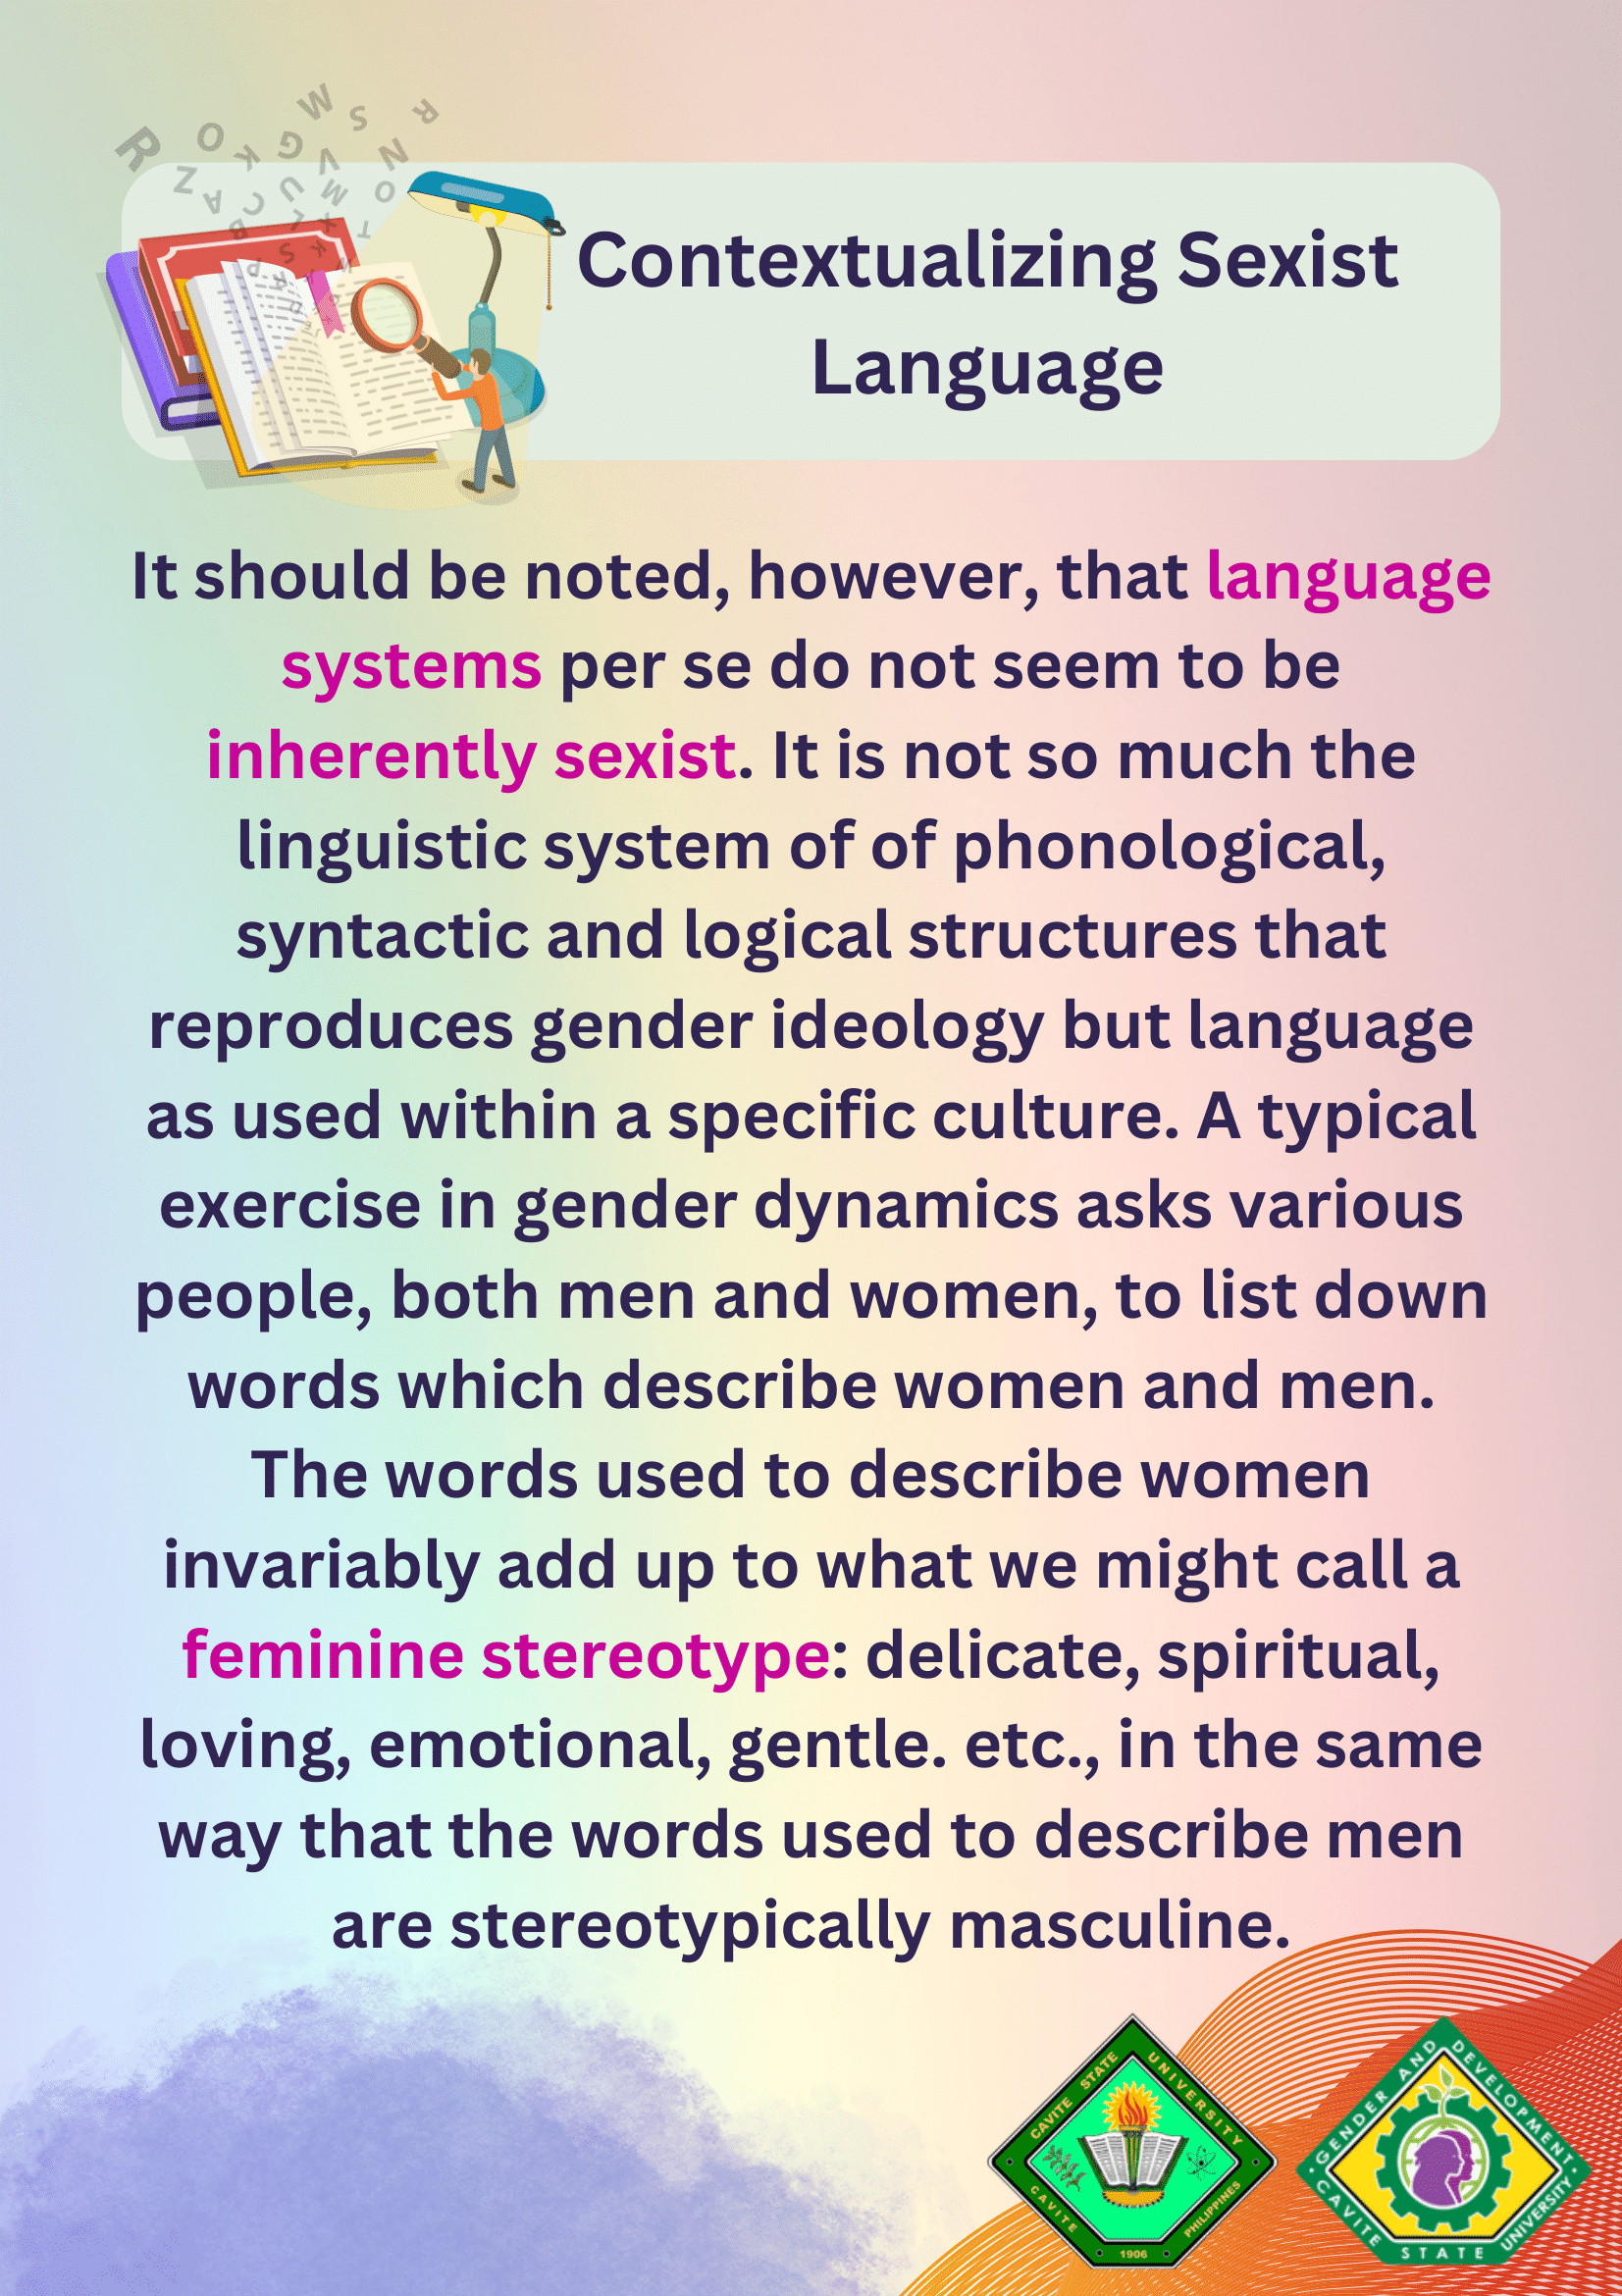 Contextualizing Sexist
Language
It should be noted, however, that language
systems per se do not seem to be
inherently sexist. It is not so much the
linguistic system of of phonological,
syntactic and logical structures that
reproduces gender ideology but language
as used within a specific culture. A typical
exercise in gender dynamics asks various
people, both men and women, to list down
words which describe women and men.
The words used to describe women
invariably add up to what we might call a
feminine stereotype: delicate, spiritual,
loving, emotional, gentle. etc., in the same
way that the words used to describe men
are stereotypically masculine.
CAVITE STATE UNIVERSITY
CAVITE PHILIPPINES
1906
GENDER AND DEVELOPMENT
CAVITE STATE UNIVERSITY